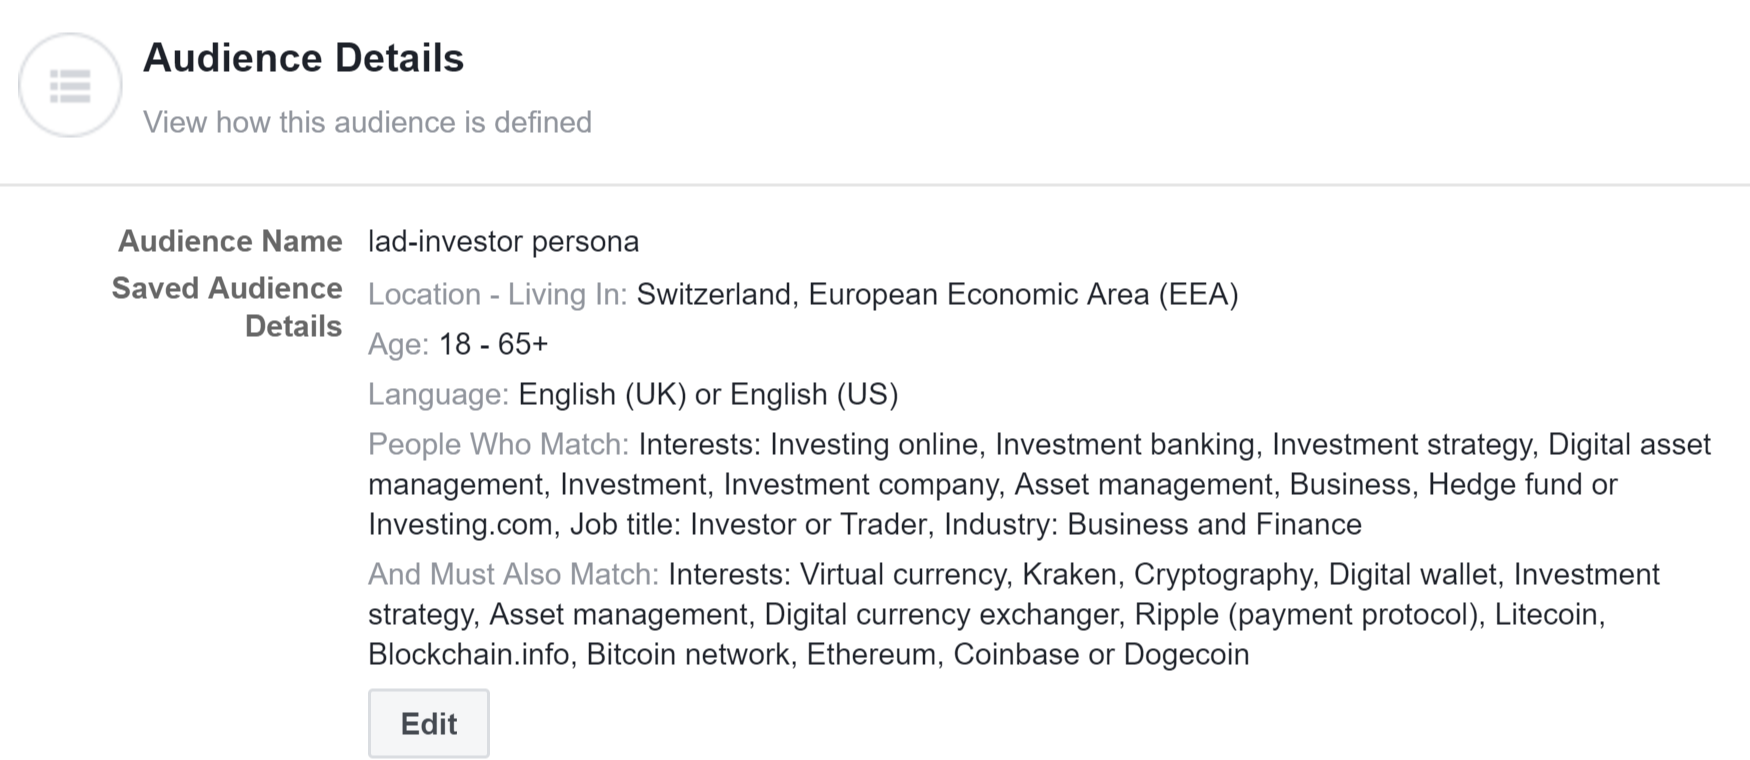 Audience Details
View how this audience is defined
Audience Name lad-investor persona
Saved Audience Details
Location - Living In: Switzerland, European Economic Area (EEA)
Age: 18 - 65+
Language: English (UK) or English (US)
People Who Match: Interests: Investing online, Investment banking, Investment strategy, Digital asset
management, Investment, Investment company, Asset management, Business, Hedge fund or
Investing.com, Job title: Investor or Trader, Industry: Business and Finance
And Must Also Match: Interests: Virtual currency, Kraken, Cryptography, Digital wallet, Investment
strategy, Asset management, Digital currency exchanger, Ripple (payment protocol), Litecoin,
Blockchain.info, Bitcoin network, Ethereum, Coinbase or Dogecoin
Edit